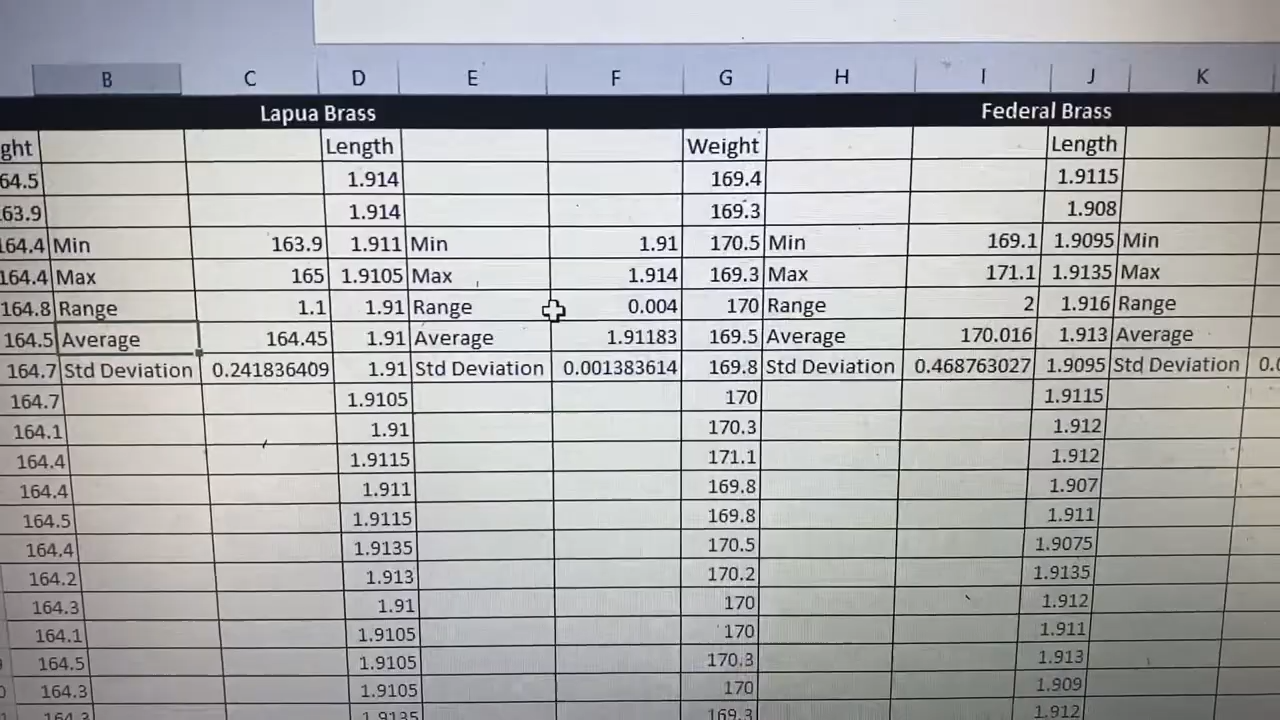 B C D E F G H I J K
Lapua Brass Federal Brass
ght Length Weight Length
64.5 1.914 169.4 1.9115
63.9 1.914 169.3 1.908
164.4 Min 163.9 1.911 Min 1.91 170.5 Min 169.1 1.9095 Min
164.4 Max 165 1.9105 Max 1.914 169.3 Max 171.1 1.9135 Max
164.8 Range 1.1 1.91 Range 0.004 170 Range 2 1.916 Range
164.5 Average 164.45 1.91 Average 1.91183 169.5 Average 170.016 1.913 Average
164.7 Std Deviation 0.241836409 1.91 Std Deviation 0.001383614 169.8 Std Deviation 0.468763027 1.9095 Std Deviation 0.0
164.7 1.9105 170 1.9115
164.1 1.91 170.3 1.912
164.4 1.9115 171.1 1.912
164.4 1.911 169.8 1.907
164.5 1.9115 169.8 1.911
164.4 1.9135 170.5 1.9075
164.2 1.913 170.2 1.9135
164.3 1.91 170 1.912
164.1 1.9105 170 1.911
164.5 1.9105 170.3 1.913
164.3 1.9105 170 1.909
164.3 1.9135 169.3 1.912